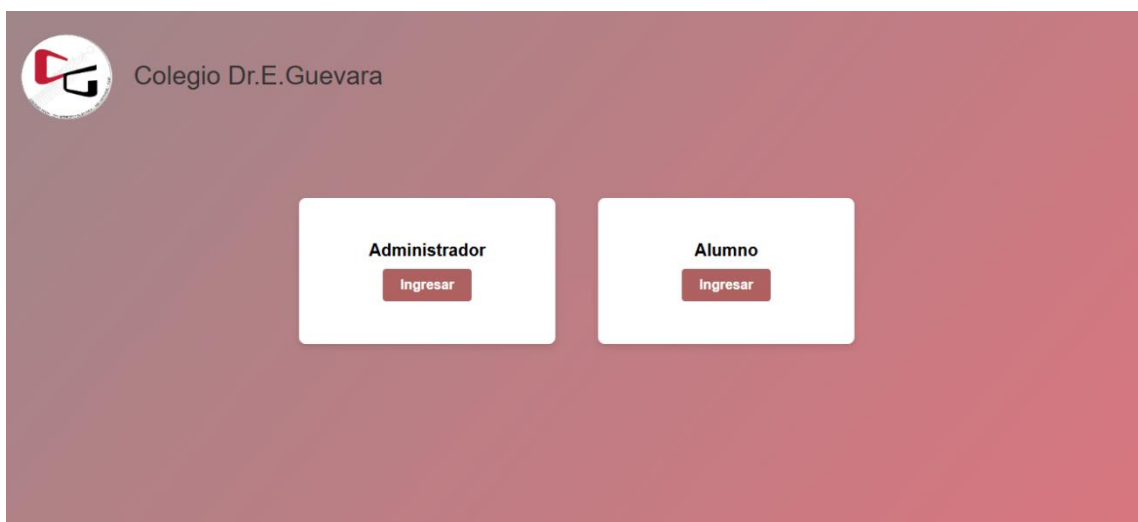 Colegio Dr.E.Guevara
Administrador
Ingresar
Alumno
Ingresar